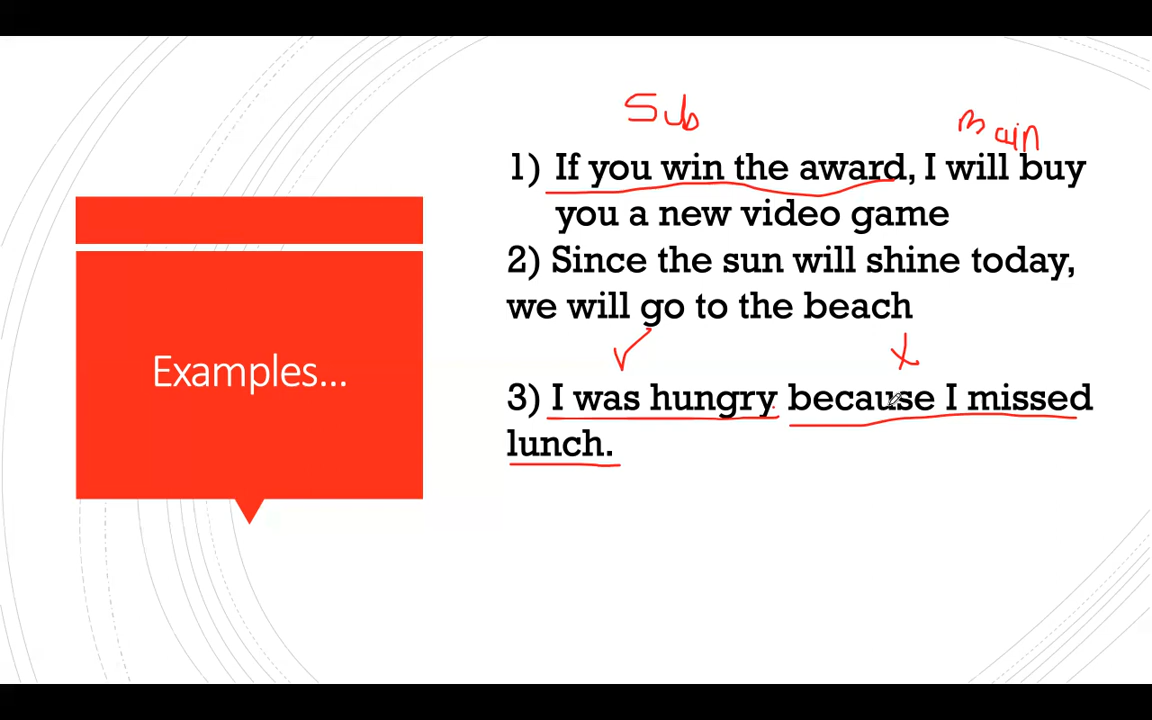 Sub
main
1) If you win the award, I will buy
you a new video game
2) Since the sun will shine today,
we will go to the beach
Examples...
3) I was hungry because I missed
lunch.